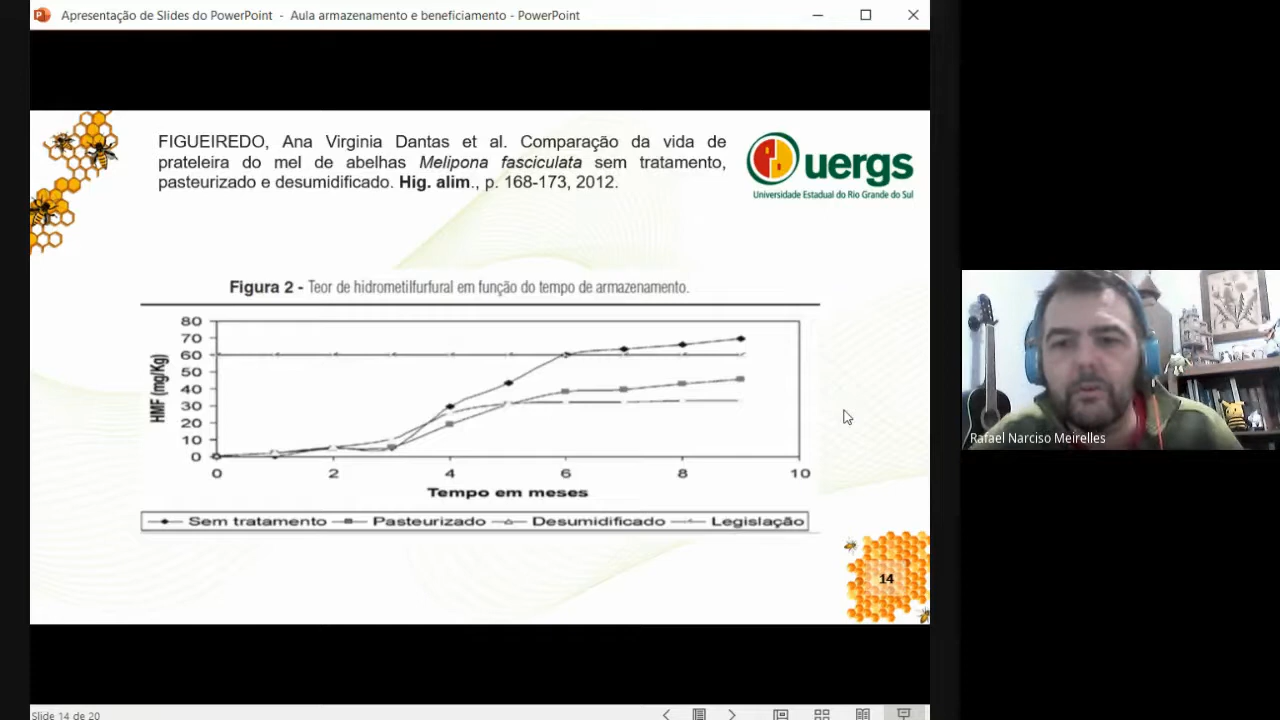 Apresentação de Slides do PowerPoint - Aula armazenamento e beneficiamento - PowerPoint
FIGUEIREDO, Ana Virginia Dantas et al. Comparação da vida de
prateleira do mel de abelhas Melipona fasciculata sem tratamento,
pasteurizado e desumidificado. Hig. alim., p. 168-173, 2012.
uergs
Universidade Estadual do Rio Grande do Sul
Figura 2 - Teor de hidrometilfurfural em função do tempo de armazenamento.
HMF (mg/Kg)
80
70
60
50
40
30
20
10
0
0 2 4 6 8 10
Tempo em meses
Sem tratamento Pasteurizado Desumidificado Legislação
14
Rafael Narciso Meirelles
Slide 14 de 20